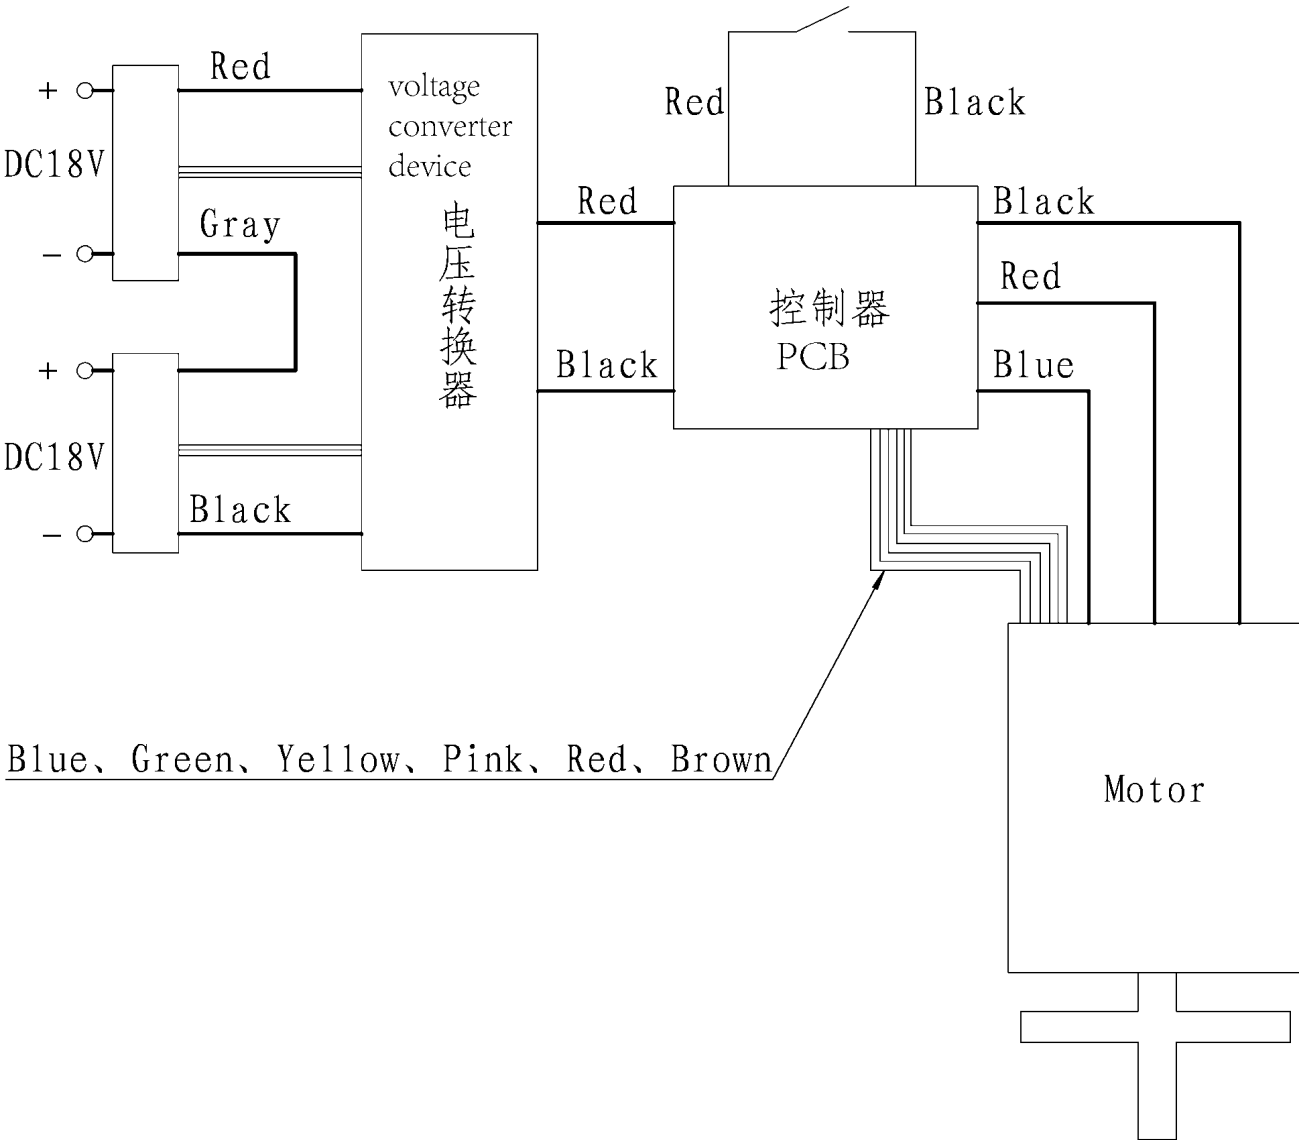 +
DC18V
−
Red
Gray
+
DC18V
−
Black
voltage
converter
device
电压转换器
Red
Black
Red
Black
控制器
PCB
Black
Red
Blue
Blue、Green、Yellow、Pink、Red、Brown
Motor